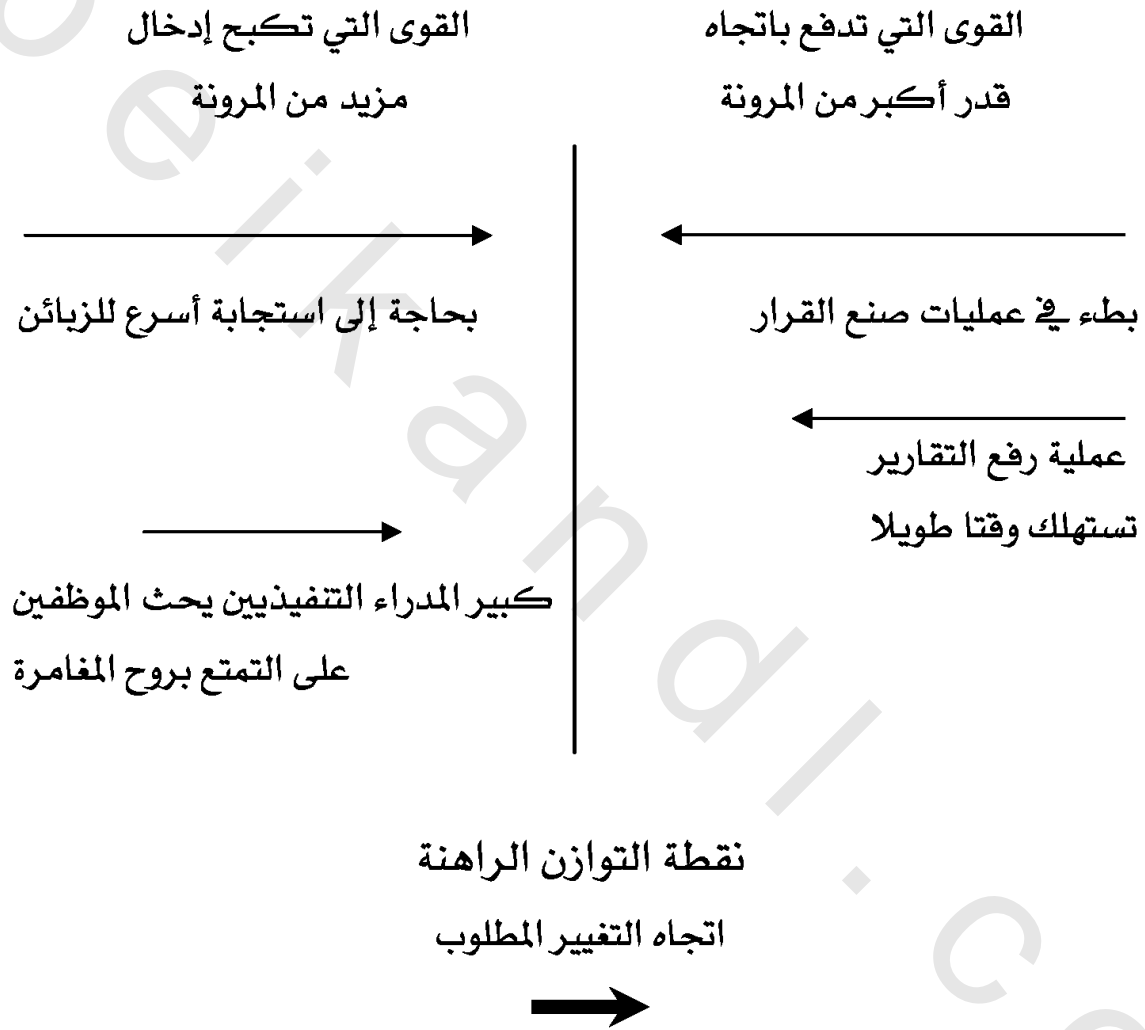 القوى التي تدفع باتجاه
قدر أكبر من المرونة
القوى التي تكبح إدخال
مزيد من المرونة
بطء في عمليات صنع القرار
عملية رفع التقارير
تستهلك وقتا طويلا
بحاجة إلى استجابة أسرع للزبائن
كبير المدراء التنفيذيين يحث الموظفين
على التمتع بروح المغامرة
نقطة التوازن الراهنة
اتجاه التغيير المطلوب
beikandl.c